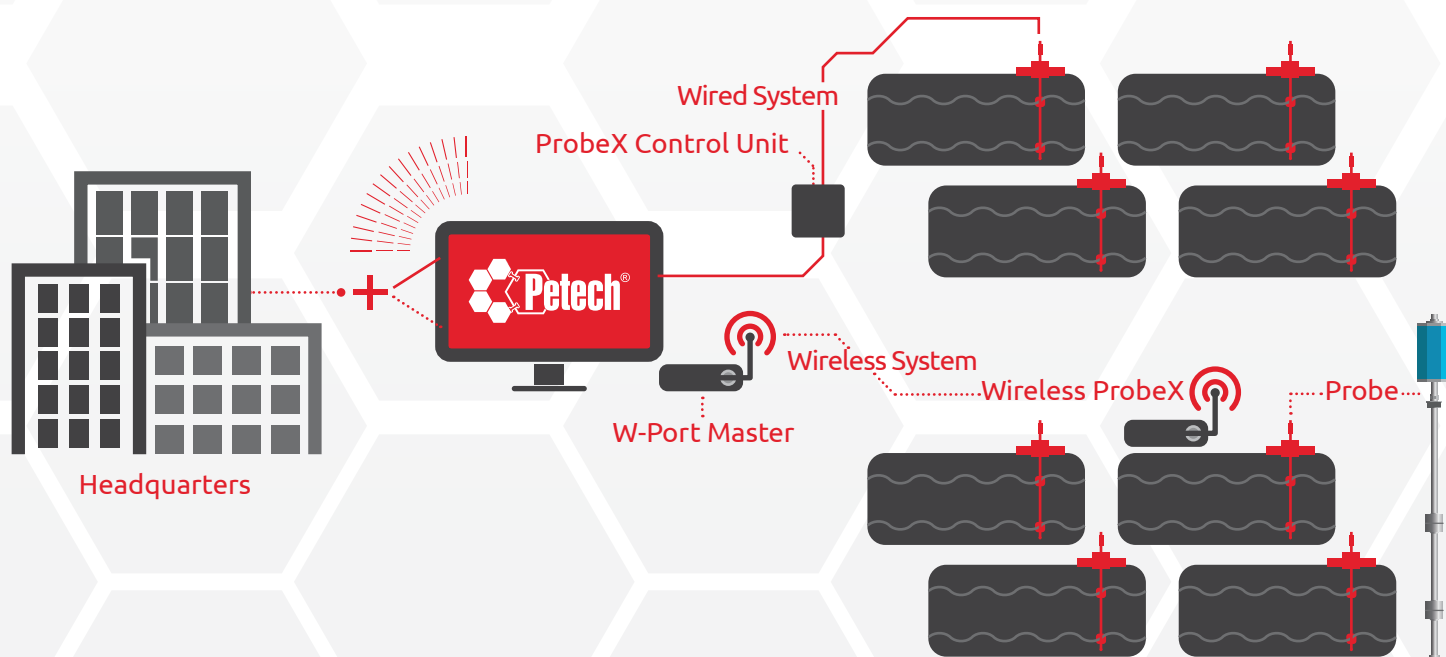 Wired System
ProbeX Control Unit
Petech®
Wireless System
Wireless ProbeX
Probe
W-Port Master
Headquarters